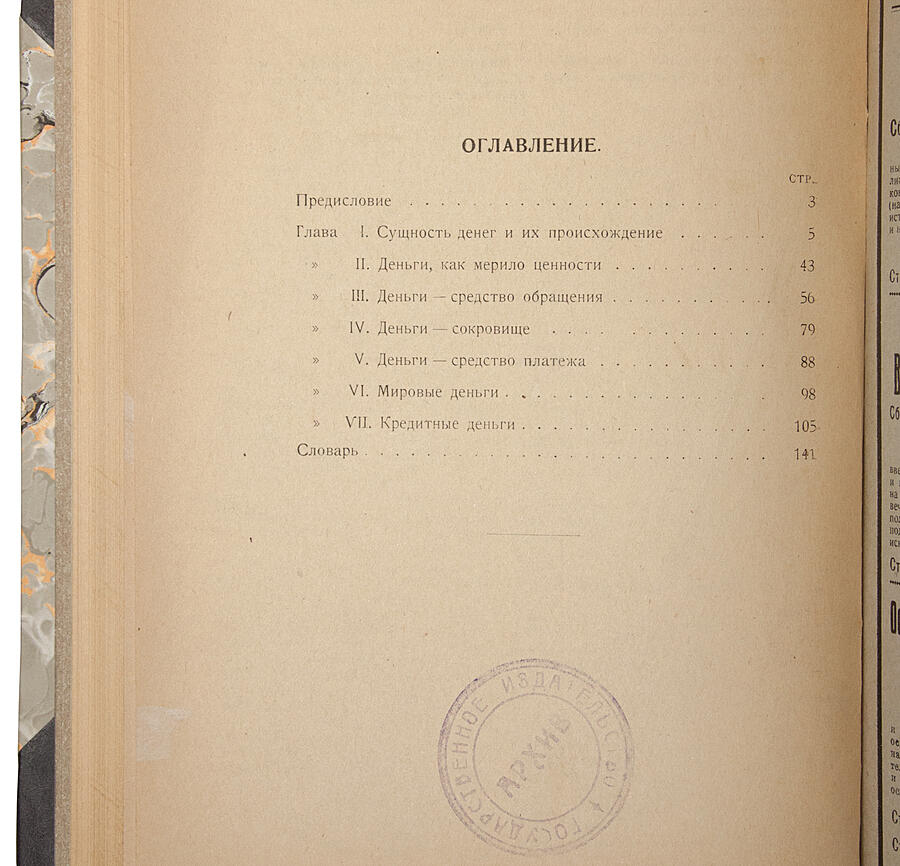 ОГЛАВЛЕНИЕ.
СТР.
Предисловие . . . . . . . . . . . . . . . . . . . . 3
Глава I. Сущность денег и их происхождение . . . . . . 5
» II. Деньги, как мерило ценности . . . . . . . . . . 43
» III. Деньги — средство обращения . . . . . . . . . . 56
» IV. Деньги — сокровище . . . . . . . . . . . . . 79
» V. Деньги — средство платежа . . . . . . . . . . . 88
» VI. Мировые деньги . . . . . . . . . . . . . . . 98
» VII. Кредитные деньги . . . . . . . . . . . . . . 105
Словарь . . . . . . . . . . . . . . . . . . . . . . . 141
ГОСУДАРСТВЕННОЕ ИЗДАТЕЛЬСТВО
АРХИВ